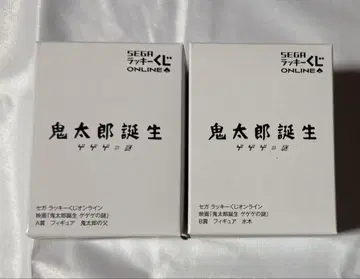 SEGA
ラッキーくじ
ONLINE
鬼太郎誕生
ゲゲゲの謎
セガ ラッキーくじオンライン
映画「鬼太郎誕生 ゲゲゲの謎」
A賞 フィギュア 鬼太郎の父
SEGA
ラッキーくじ
ONLINE
鬼太郎誕生
ゲゲゲの謎
セガ ラッキーくじオンライン
映画「鬼太郎誕生 ゲゲゲの謎」
B賞 フィギュア 水木